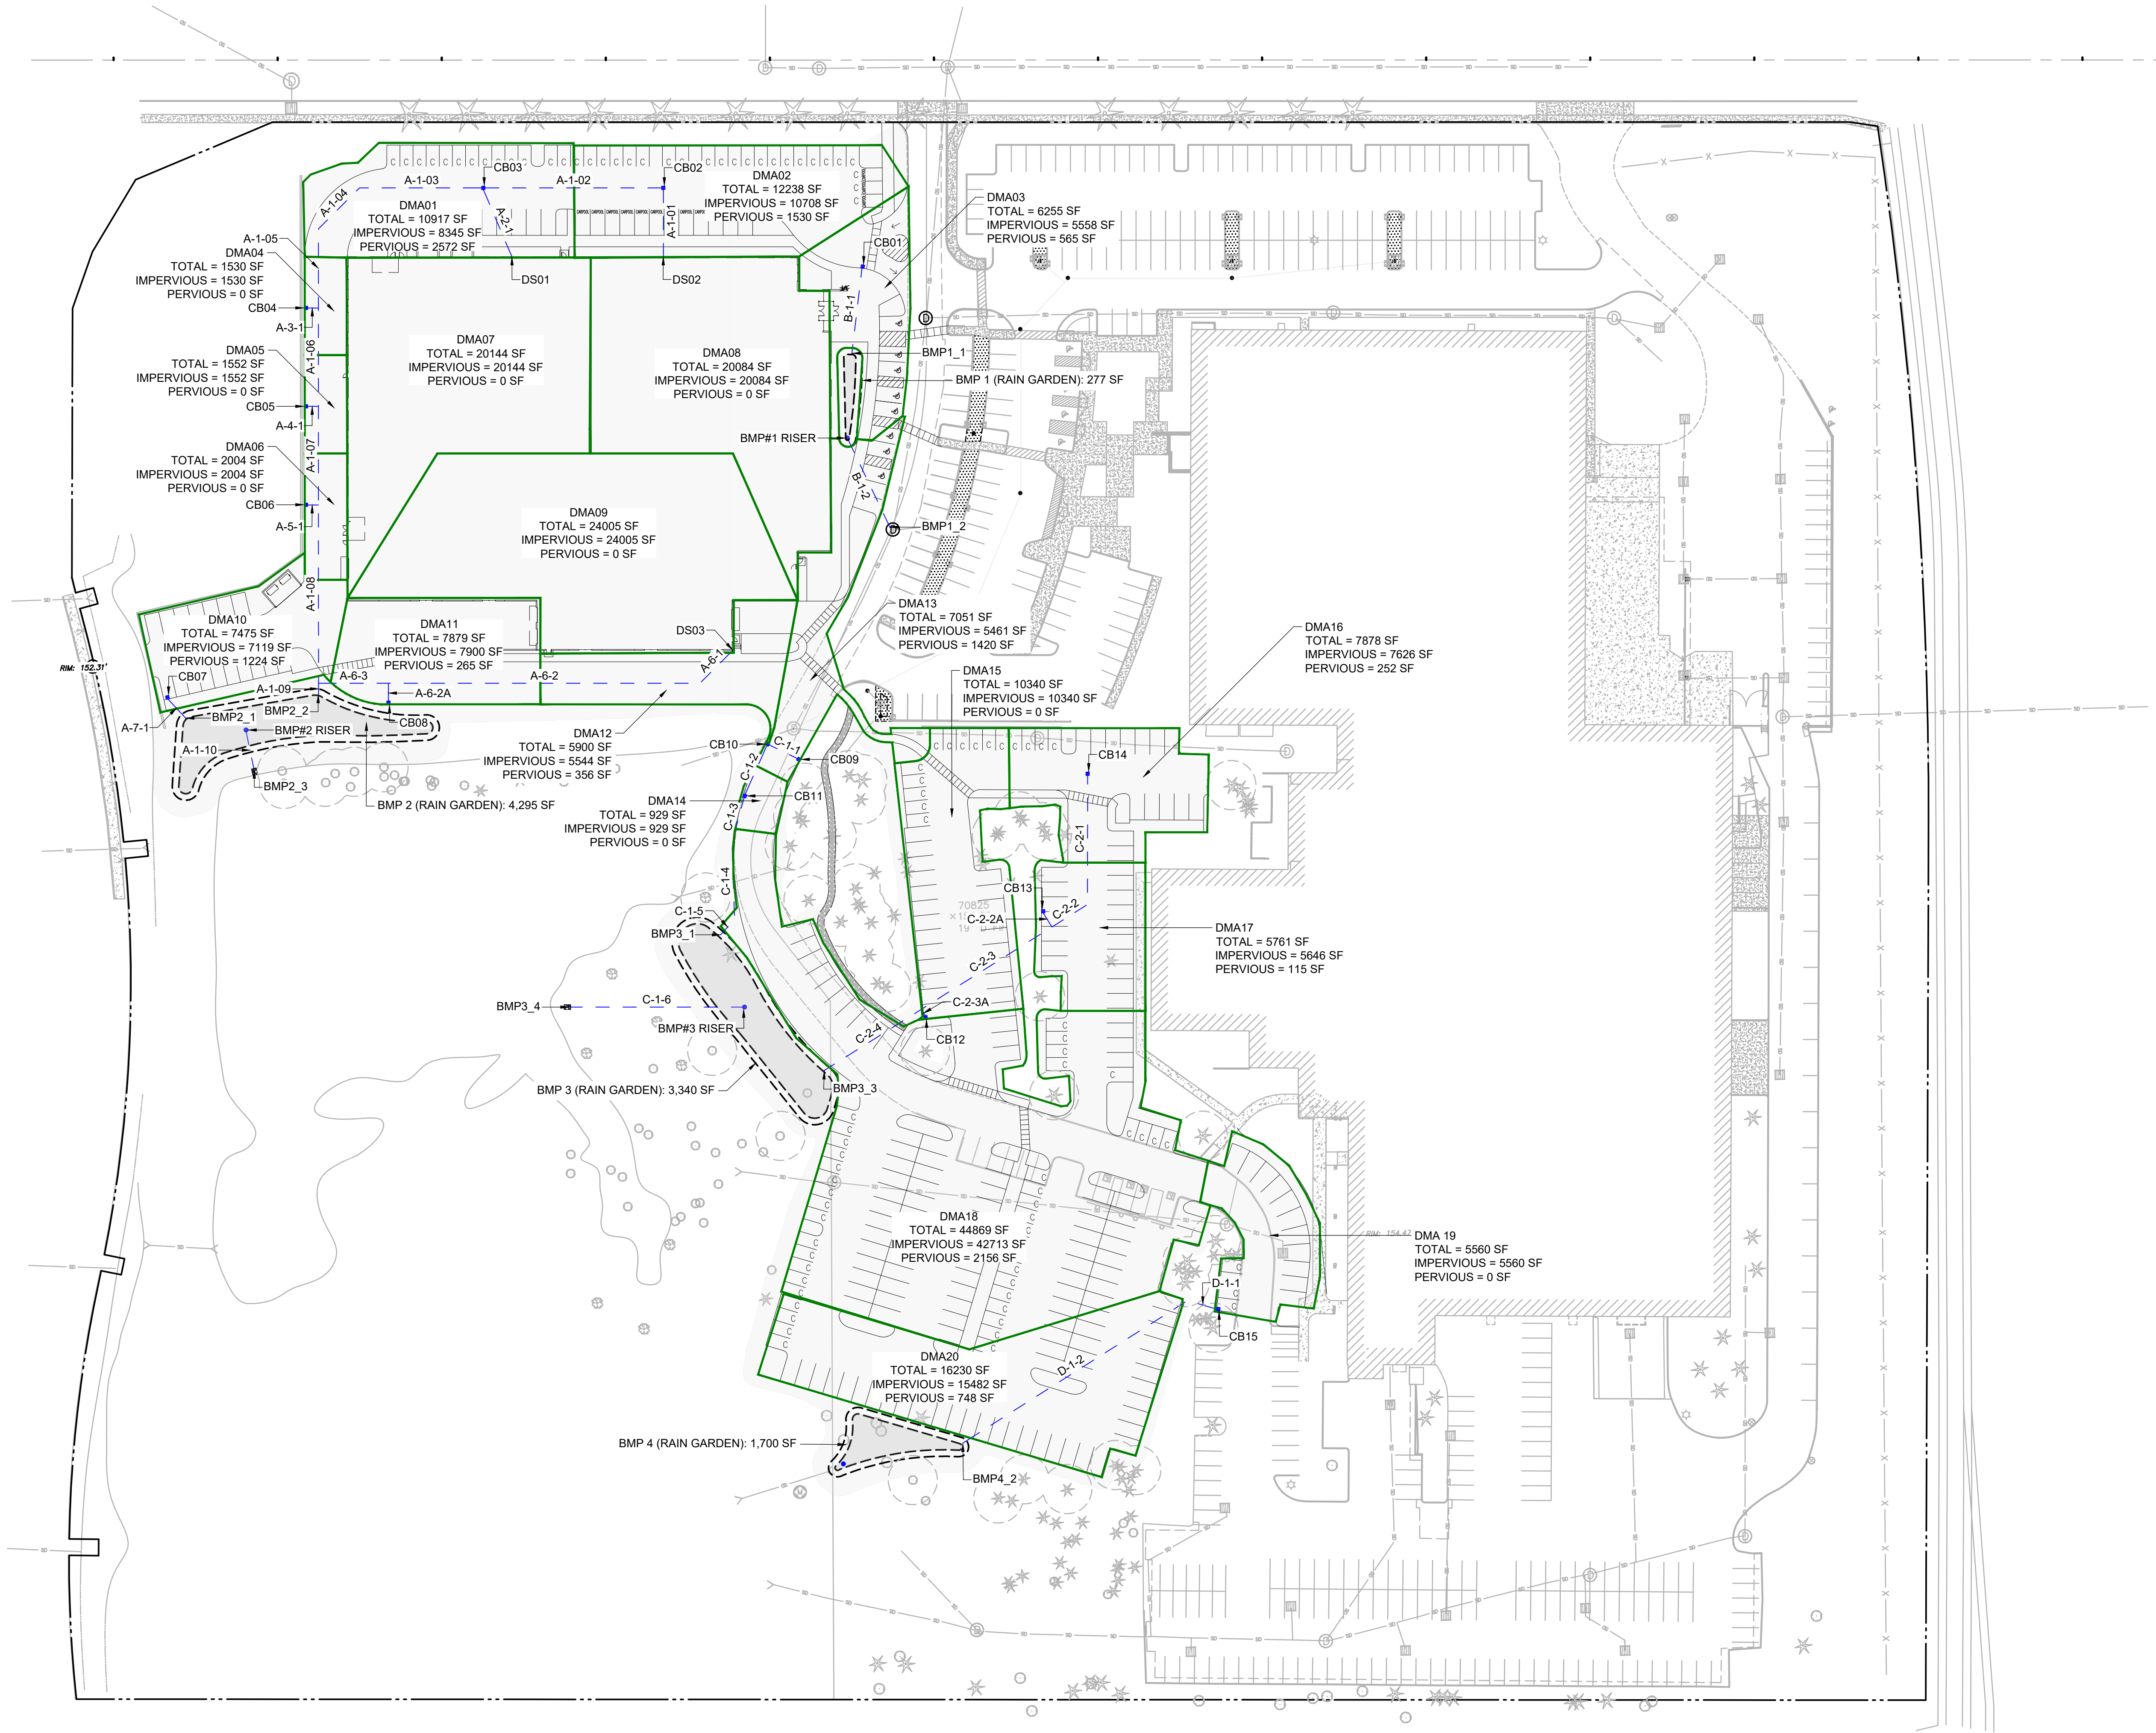 CB03
CB02
A-1-03
A-1-02
A-1-04
A-2-1
A-1-01
DMA01
TOTAL = 10917 SF
IMPERVIOUS = 8345 SF
PERVIOUS = 2572 SF
DMA02
TOTAL = 12238 SF
IMPERVIOUS = 10708 SF
PERVIOUS = 1530 SF
DMA03
TOTAL = 6255 SF
IMPERVIOUS = 5558 SF
PERVIOUS = 565 SF
CB01
A-1-05
DMA04
TOTAL = 1530 SF
IMPERVIOUS = 1530 SF
PERVIOUS = 0 SF
CB04
A-3-1
DS01
DS02
B-1-1
A-1-06
DMA05
TOTAL = 1552 SF
IMPERVIOUS = 1552 SF
PERVIOUS = 0 SF
CB05
A-4-1
DMA07
TOTAL = 20144 SF
IMPERVIOUS = 20144 SF
PERVIOUS = 0 SF
DMA08
TOTAL = 20084 SF
IMPERVIOUS = 20084 SF
PERVIOUS = 0 SF
BMP1_1
BMP 1 (RAIN GARDEN): 277 SF
BMP#1 RISER
A-1-07
DMA06
TOTAL = 2004 SF
IMPERVIOUS = 2004 SF
PERVIOUS = 0 SF
CB06
A-5-1
B-1-2
BMP1_2
DMA09
TOTAL = 24005 SF
IMPERVIOUS = 24005 SF
PERVIOUS = 0 SF
A-1-08
DMA10
TOTAL = 7475 SF
IMPERVIOUS = 7119 SF
PERVIOUS = 1224 SF
DMA11
TOTAL = 7879 SF
IMPERVIOUS = 7900 SF
PERVIOUS = 265 SF
DS03
A-6-1
DMA13
TOTAL = 7051 SF
IMPERVIOUS = 5461 SF
PERVIOUS = 1420 SF
DMA16
TOTAL = 7878 SF
IMPERVIOUS = 7626 SF
PERVIOUS = 252 SF
RIM: 152.31'
CB07
A-6-3
A-6-2
A-1-09
A-6-2A
DMA15
TOTAL = 10340 SF
IMPERVIOUS = 10340 SF
PERVIOUS = 0 SF
A-7-1
BMP2_1
BMP2_2
CB08
BMP#2 RISER
A-1-10
BMP2_3
BMP 2 (RAIN GARDEN): 4,295 SF
DMA12
TOTAL = 5900 SF
IMPERVIOUS = 5544 SF
PERVIOUS = 356 SF
CB10
C-1-1
C-1-2
CB09
CB14
CB11
C-1-3
DMA14
TOTAL = 929 SF
IMPERVIOUS = 929 SF
PERVIOUS = 0 SF
C-2-1
C-1-4
CB13
70825
C-1-5
C-2-2A
C-2-2
BMP3_1
DMA17
TOTAL = 5761 SF
IMPERVIOUS = 5646 SF
PERVIOUS = 115 SF
C-2-3
BMP3_4
C-1-6
C-2-3A
BMP#3 RISER
C-2-4
CB12
BMP 3 (RAIN GARDEN): 3,340 SF
BMP3_3
DMA18
TOTAL = 44869 SF
IMPERVIOUS = 42713 SF
PERVIOUS = 2156 SF
RIM: 154.42
DMA 19
TOTAL = 5560 SF
IMPERVIOUS = 5560 SF
PERVIOUS = 0 SF
D-1-1
CB15
DMA20
TOTAL = 16230 SF
IMPERVIOUS = 15482 SF
PERVIOUS = 748 SF
D-1-2
BMP 4 (RAIN GARDEN): 1,700 SF
BMP4_2